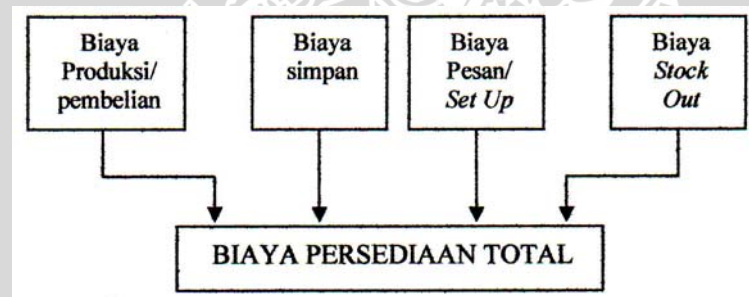 Biaya
Produksi/
pembelian
Biaya
simpan
Biaya
Pesan/
Set Up
Biaya
Stock
Out
BIAYA PERSEDIAAN TOTAL